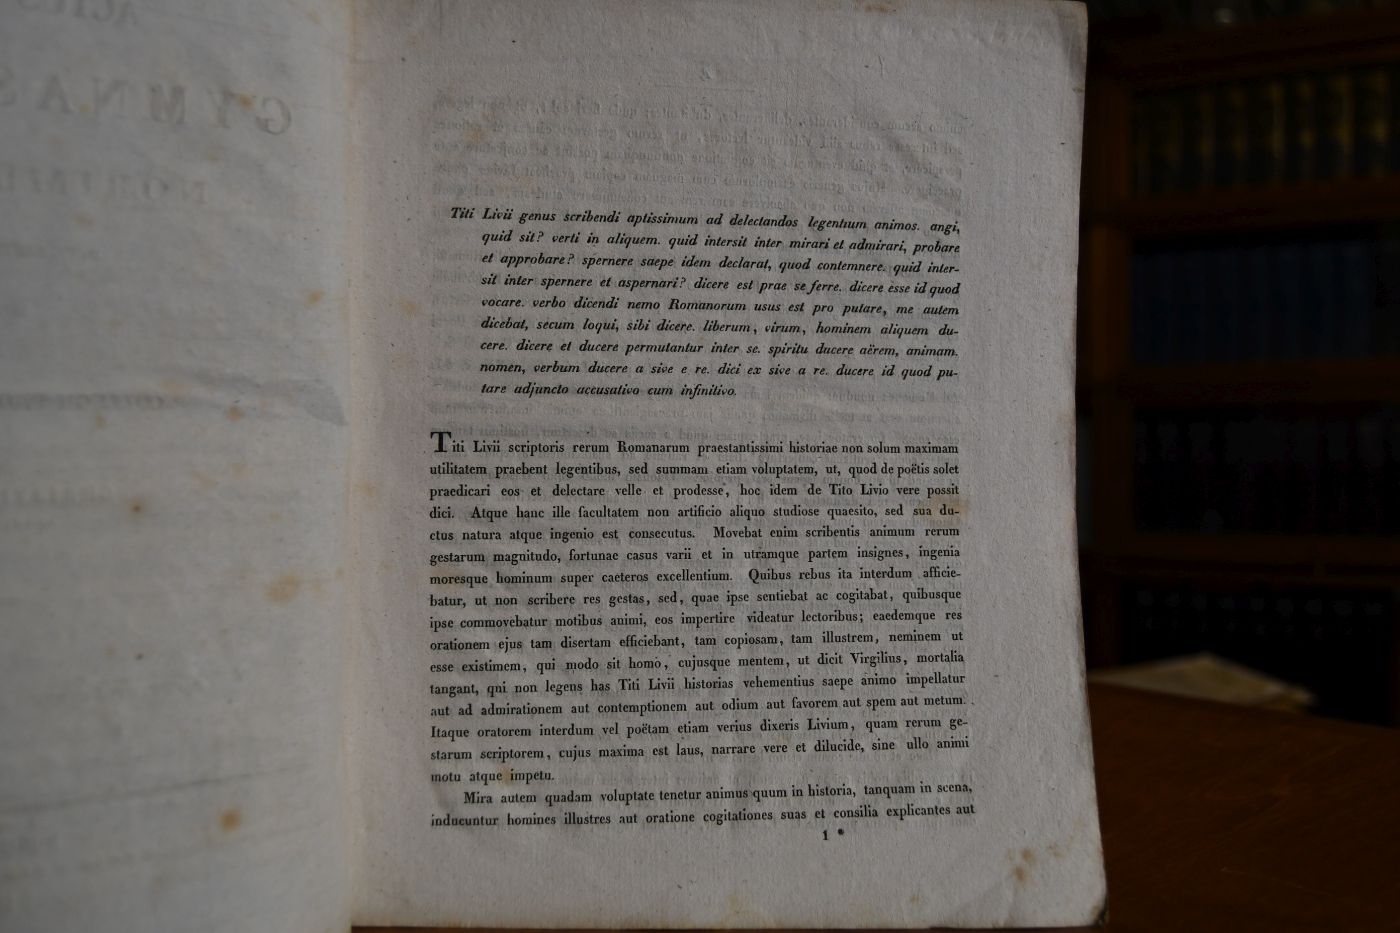 Titi Livii genus scribendi aptissimum ad delectandos legentium animos. angi,
quid sit? verti in aliquem. quid intersit inter mirari et admirari, probare
et approbare? spernere saepe idem declarat, quod contemnere. quid inter-
sit inter spernere et aspernari? dicere est prae se ferre. dicere esse id quod
vocare. verbo dicendi nemo Romanorum usus est pro putare, me autem
dicebat, secum loqui, sibi dicere. liberum, virum, hominem aliquem du-
cere. dicere et ducere permutantur inter se. spiritu ducere aërem, animam.
nomen, verbum ducere a sive e re. dici ex sive a re. ducere id quod pu-
tare adjuncto accusativo cum infinitivo.
Titi Livii scriptoris rerum Romanarum praestantissimi historiae non solum maximam
utilitatem praebent legentibus, sed summam etiam voluptatem, ut, quod de poëtis solet
praedicari eos et delectare velle et prodesse, hoc idem de Tito Livio vere possit
dici. Atque hanc ille facultatem non artificio aliquo studiose quaesito, sed sua du-
ctus natura atque ingenio est consecutus. Movebat enim scribentis animum rerum
gestarum magnitudo, fortunae casus varii et in utramque partem insignes, ingenia
moresque hominum super caeteros excellentium. Quibus rebus ita interdum afficie-
batur, ut non scribere res gestas, sed, quae ipse sentiebat ac cogitabat, quibusque
ipse commovebatur motibus animi, eos impertire videatur lectoribus; eaedemque res
orationem ejus tam disertam efficiebant, tam copiosam, tam illustrem, neminem ut
esse existimem, qui modo sit homo, cujusque mentem, ut dicit Virgilius, mortalia
tangant, qui non legens has Titi Livii historias vehementius saepe animo impellatur
aut ad admirationem aut contemptionem aut odium aut favorem aut spem aut metum.
Itaque oratorem interdum vel poëtam etiam verius dixeris Livium, quam rerum ge-
starum scriptorem, cujus maxima est laus, narrare vere et dilucide, sine ullo animi
motu atque impetu.
Mira autem quadam voluptate tenetur animus quum in historia, tanquam in scena,
inducuntur homines illustres aut oratione cogitationes suas et consilia explicantes aut
1 *